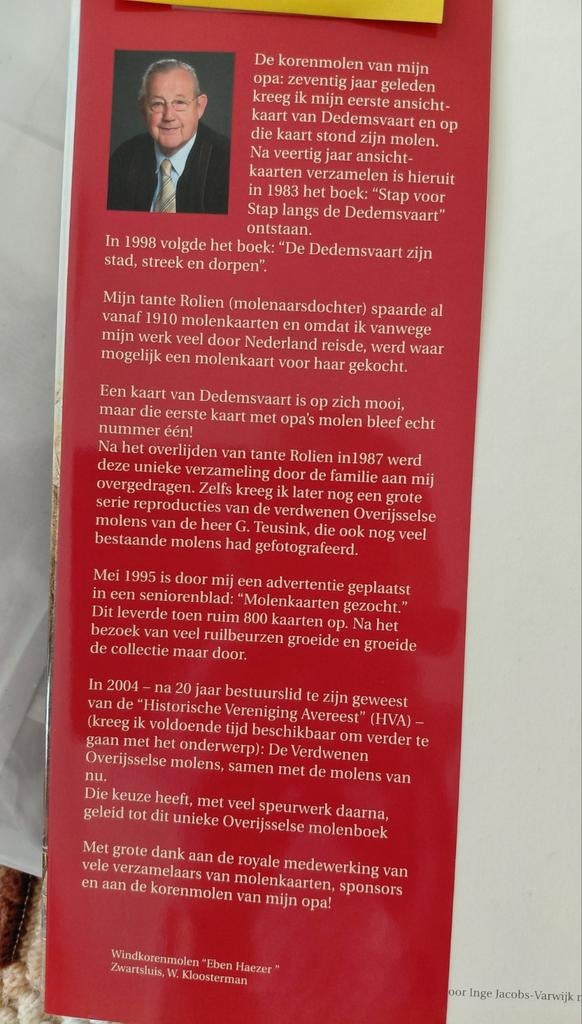 De korenmolen van mijn
opa: zeventig jaar geleden
kreeg ik mijn eerste ansicht-
kaart van Dedemsvaart en op
die kaart stond zijn molen.
Na veertig jaar ansicht-
kaarten verzamelen is hieruit
in 1983 het boek: “Stap voor
Stap langs de Dedemsvaart”
ontstaan.
In 1998 volgde het boek: “De Dedemsvaart zijn
stad, streek en dorpen”.
Mijn tante Rolien (molenaarsdochter) spaarde al
vanaf 1910 molenkaarten en omdat ik vanwege
mijn werk veel door Nederland reisde, werd waar
mogelijk een molenkaart voor haar gekocht.
Een kaart van Dedemsvaart is op zich mooi,
maar die eerste kaart met opa's molen bleef echt
nummer één!
Na het overlijden van tante Rolien in1987 werd
deze unieke verzameling door de familie aan mij
overgedragen. Zelfs kreeg ik later nog een grote
serie reproducties van de verdwenen Overijsselse
molens van de heer G. Teusink, die ook nog veel
bestaande molens had gefotografeerd.
Mei 1995 is door mij een advertentie geplaatst
in een seniorenblad: “Molenkaarten gezocht.”
Dit leverde toen ruim 800 kaarten op. Na het
bezoek van veel ruilbeurzen groeide en groeide
de collectie maar door.
In 2004 – na 20 jaar bestuurslid te zijn geweest
van de “Historische Vereniging Avereest” (HVA) –
(kreeg ik voldoende tijd beschikbaar om verder te
gaan met het onderwerp): De Verdwenen
Overijsselse molens, samen met de molens van
nu.
Die keuze heeft, met veel speurwerk daarna,
geleid tot dit unieke Overijsselse molenboek
Met grote dank aan de royale medewerking van
vele verzamelaars van molenkaarten, sponsors
en aan de korenmolen van mijn opa!
Windkorenmolen “Eben Haezer ”
Zwartsluis, W. Kloosterman
oor Inge Jacobs-Varwijk